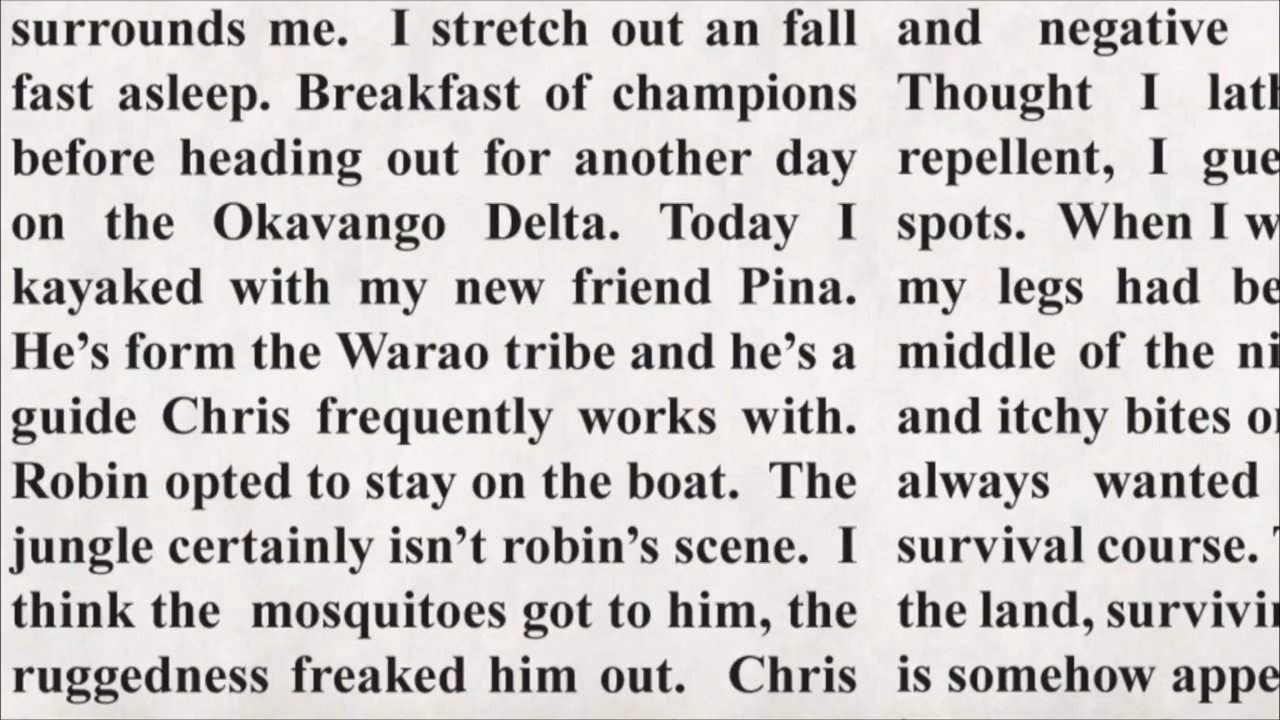 surrounds me. I stretch out an fall
fast asleep. Breakfast of champions
before heading out for another day
on the Okavango Delta. Today I
kayaked with my new friend Pina.
He's form the Warao tribe and he's a
guide Chris frequently works with.
Robin opted to stay on the boat. The
jungle certainly isn't robin's scene. I
think the mosquitoes got to him, the
ruggedness freaked him out. Chris
and negative
Thought I
repellent, I
spots. When I
my legs had
middle of the
and itchy bites
always wanted
survival course.
the land,
is somehow